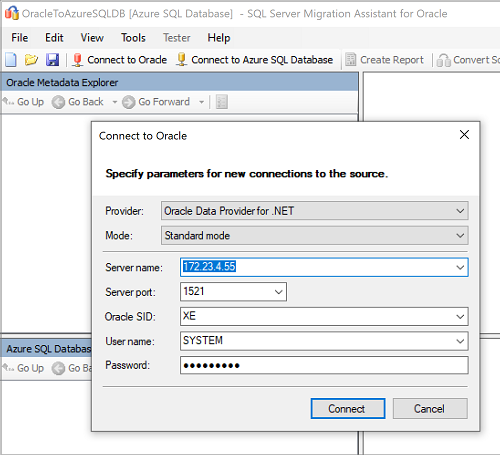 OracleToAzureSQLDB [Azure SQL Database] - SQL Server Migration Assistant for Oracle
File Edit View Tools Tester Help
Connect to Oracle Connect to Azure SQL Database Create Report Convert Sc
Oracle Metadata Explorer
Go Up Go Back Go Forward
Connect to Oracle
Specify parameters for new connections to the source.
Provider: Oracle Data Provider for .NET
Mode: Standard mode
Server name: 172.23.4.55
Server port: 1521
Oracle SID: XE
User name: SYSTEM
Password: ●●●●●●●●●
Azure SQL Databas
Go Up Go Ba
Connect Cancel